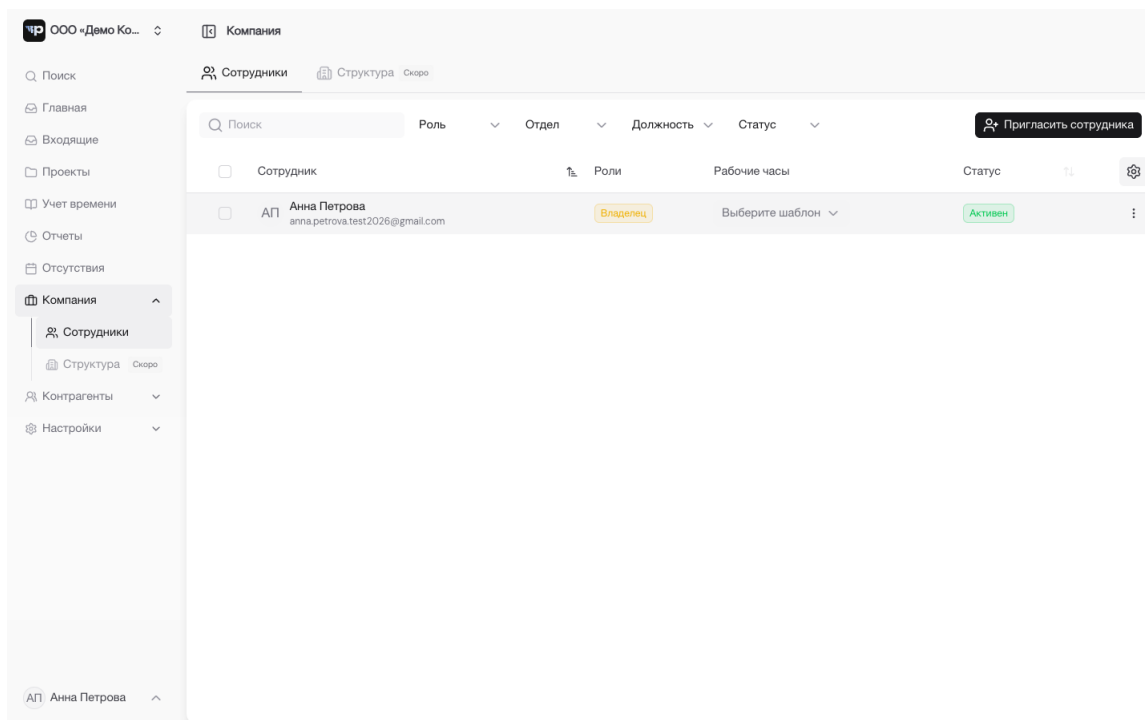 ООО «Демо Ко...
Компания
Поиск
Главная
Входящие
Проекты
Учет времени
Отчеты
Отсутствия
Компания
Сотрудники
Структура Скоро
Контрагенты
Настройки
АП Анна Петрова
Сотрудники Структура Скоро
Поиск Роль Отдел Должность Статус Пригласить сотрудника
Сотрудник Роли Рабочие часы Статус
АП Анна Петрова Владелец Выберите шаблон Активен
anna.petrova.test2026@gmail.com